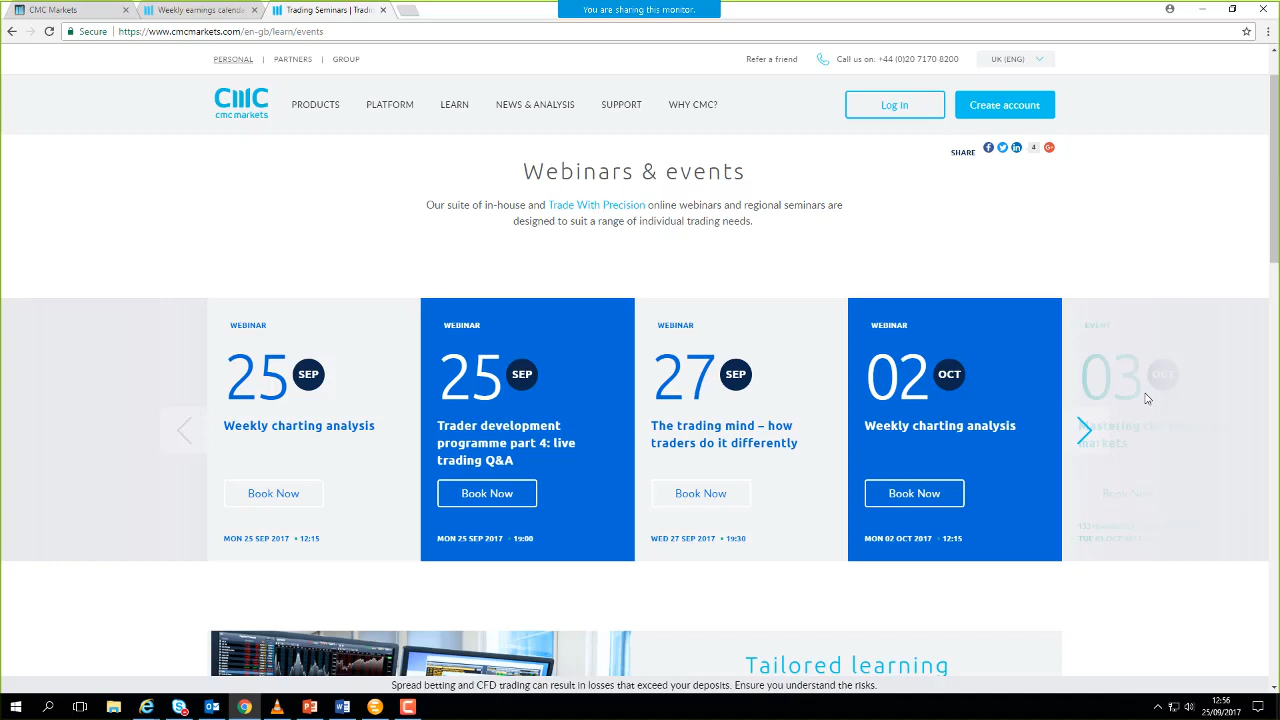 You are sharing this monitor.
CMC Markets
Weekly earnings calenda
Trading Seminars | Tradi
Secure
https://www.cmcmarkets.com/en-gb/learn/events
PERSONAL | PARTNERS | GROUP
Refer a friend
Call us on: +44 (0)20 7170 8200
UK (ENG)
cmc markets
PRODUCTS
PLATFORM
LEARN
NEWS & ANALYSIS
SUPPORT
WHY CMC?
Log in
Create account
SHARE
4
Webinars & events
Our suite of in-house and Trade With Precision online webinars and regional seminars are
designed to suit a range of individual trading needs.
WEBINAR
25 SEP
Weekly charting analysis
Book Now
MON 25 SEP 2017 • 12:15
WEBINAR
25 SEP
Trader development
programme part 4: live
trading Q&A
Book Now
MON 25 SEP 2017 • 19:00
WEBINAR
27 SEP
The trading mind – how
traders do it differently
Book Now
WED 27 SEP 2017 • 19:30
WEBINAR
02 OCT
Weekly charting analysis
Book Now
MON 02 OCT 2017 • 12:15
EVENT
03 OCT
markets
Book Now
Tailored learning
Spread betting and CFD trading can result in losses that exceed your deposits. Ensure you understand the risks.
12:56
25/09/2017